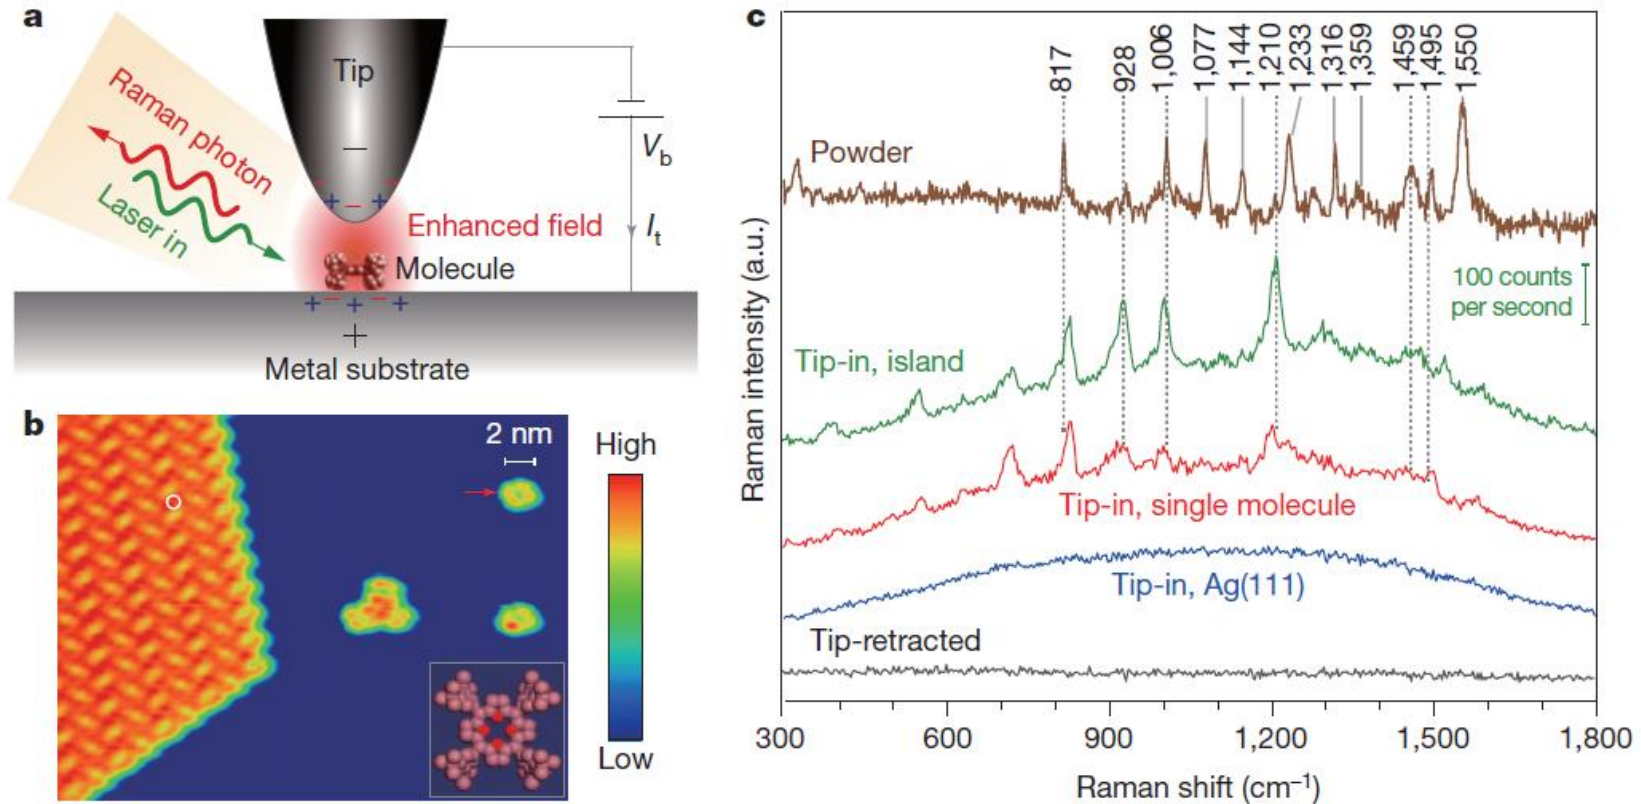 a
Tip
Raman photon
Laser in
−
+ − +
Enhanced field
Molecule
+ − + − +
+
Metal substrate
V_b
I_t
b
2 nm
High
Low
c
817
928
1,006
1,077
1,144
1,210
1,233
1,316
1,359
1,459
1,495
1,550
Powder
100 counts
per second
Tip-in, island
Tip-in, single molecule
Tip-in, Ag(111)
Tip-retracted
Raman intensity (a.u.)
300 600 900 1,200 1,500 1,800
Raman shift (cm⁻¹)